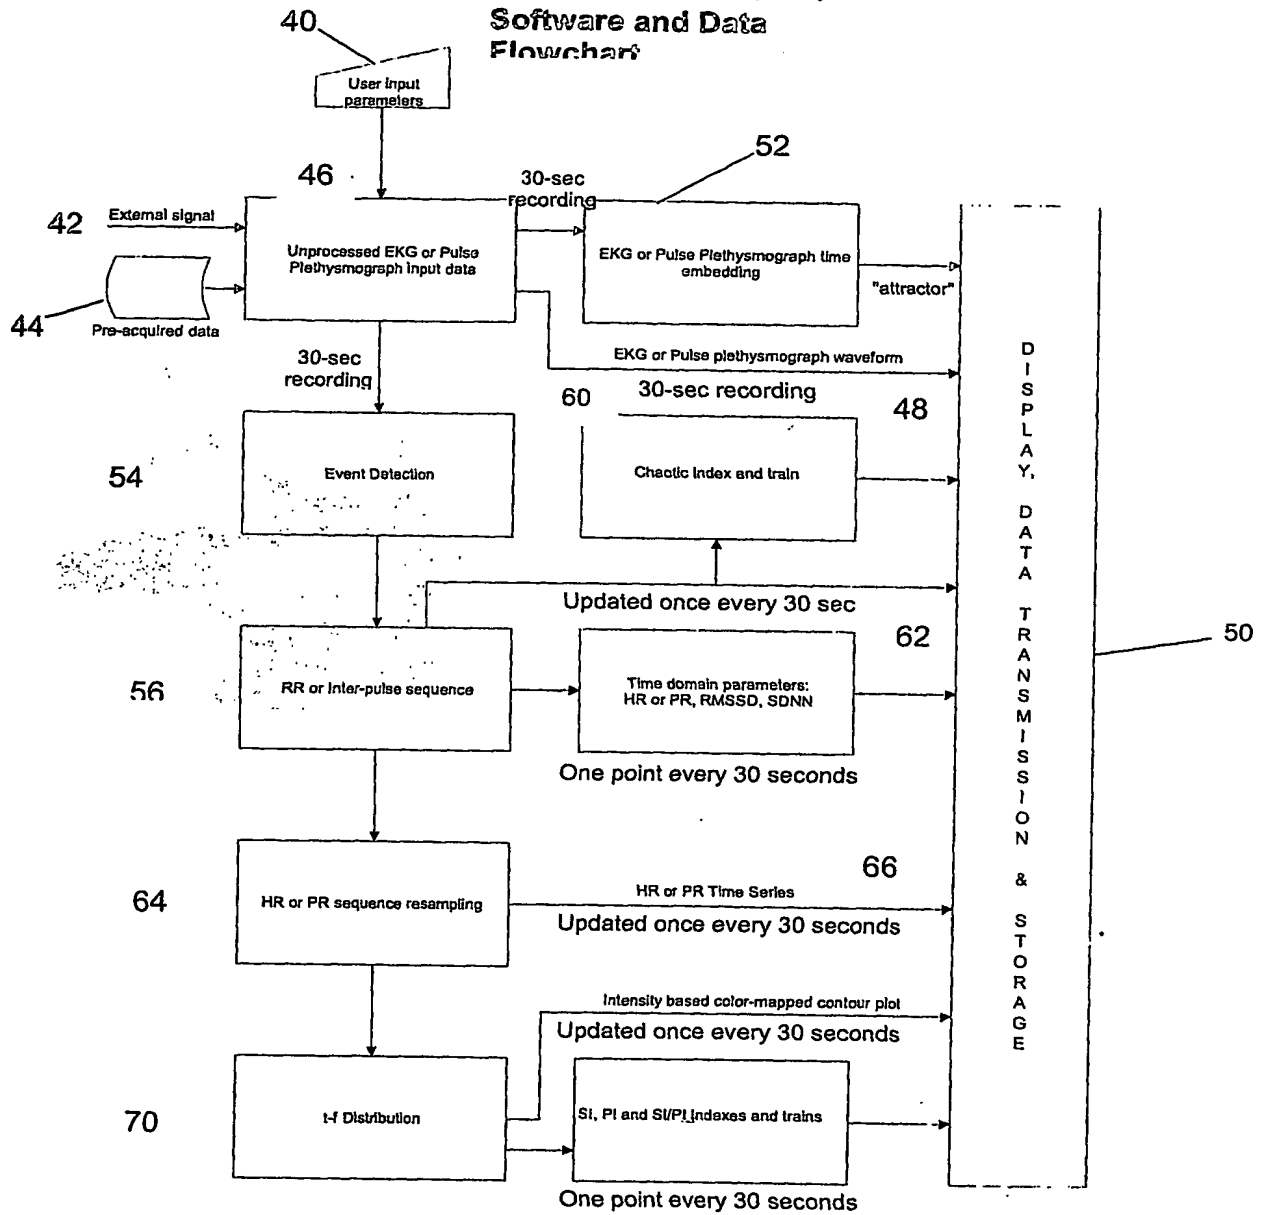 Software and Data
Flowchart
40
User input
parameters
46
52
30-sec
recording
42
External signal
Unprocessed EKG or Pulse
Plethysmograph input data
EKG or Pulse Plethysmograph time
embedding
"attractor"
44
Pre-acquired data
30-sec
recording
EKG or Pulse plethysmograph waveform
30-sec recording
60
48
54
Event Detection
Chaotic index and train
Updated once every 30 sec
62
50
56
RR or Inter-pulse sequence
Time domain parameters:
HR or PR, RMSSD, SDNN
One point every 30 seconds
66
64
HR or PR sequence resampling
HR or PR Time Series
Updated once every 30 seconds
Intensity based color-mapped contour plot
Updated once every 30 seconds
70
t-f Distribution
SI, PI and SI/PI indexes and trains
One point every 30 seconds
DISPLAY, DATA TRANSMISSION & STORAGE